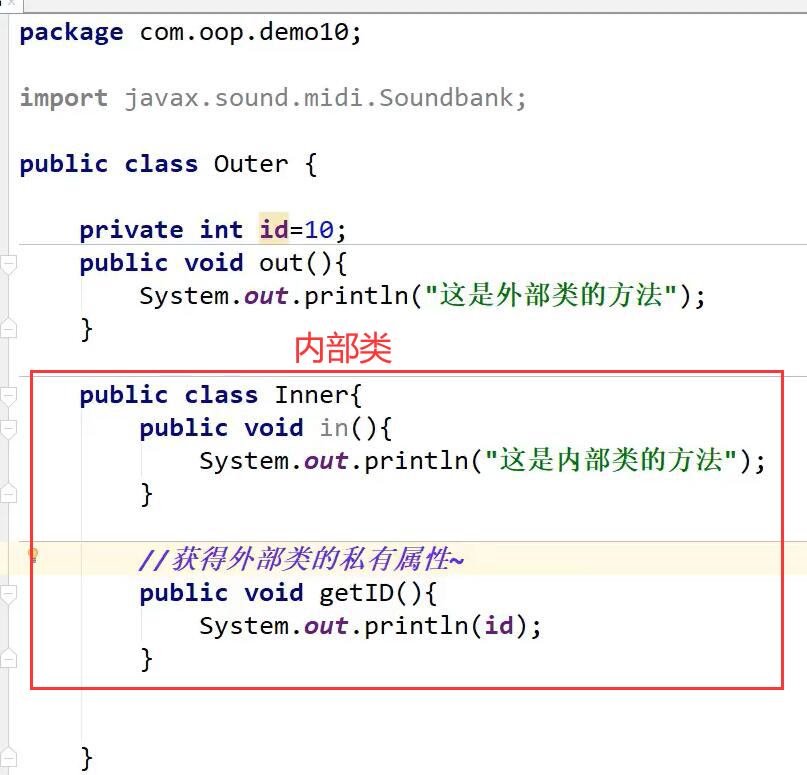 package com.oop.demo10;
import javax.sound.midi.Soundbank;
public class Outer {
    private int id=10;
    public void out(){
        System.out.println("这是外部类的方法");
    }
内部类
    public class Inner{
        public void in(){
            System.out.println("这是内部类的方法");
        }
        //获得外部类的私有属性~
        public void getID(){
            System.out.println(id);
        }
    }